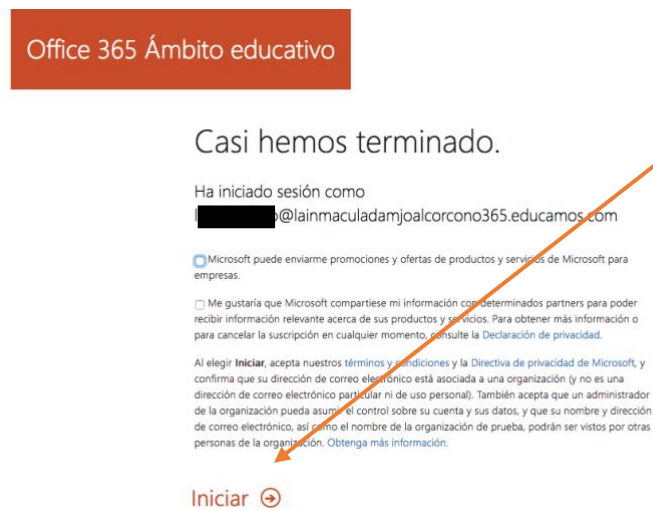 Office 365 Ámbito educativo
Casi hemos terminado.
Ha iniciado sesión como
@lainmaculadamjoalcorcono365.educamos.com
Microsoft puede enviarme promociones y ofertas de productos y servicios de Microsoft para
empresas.
Me gustaría que Microsoft compartiese mi información con determinados partners para poder
recibir información relevante acerca de sus productos y servicios. Para obtener más información o
para cancelar la suscripción en cualquier momento, consulte la Declaración de privacidad.
Al elegir Iniciar, acepta nuestros términos y condiciones y la Directiva de privacidad de Microsoft, y
confirma que su dirección de correo electrónico está asociada a una organización (y no es una
dirección de correo electrónico particular ni de uso personal). También acepta que un administrador
de la organización pueda asumir el control sobre su cuenta y sus datos, y que su nombre y dirección
de correo electrónico, así como el nombre de la organización de prueba, podrán ser vistos por otras
personas de la organización. Obtenga más información.
Iniciar